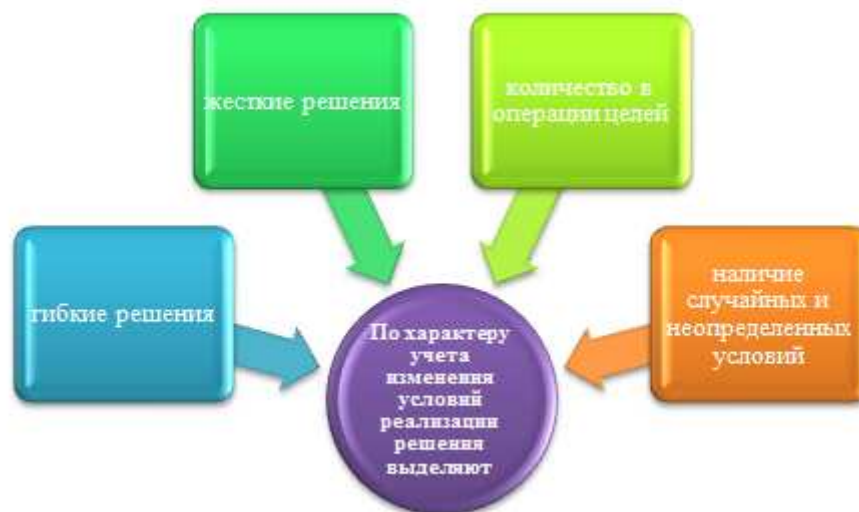 жесткие решения
количество в
операции целей
гибкие решения
наличие
случайных и
неопределенных
условий
По характеру
учета
изменения
условий
реализации
решения
выделяют